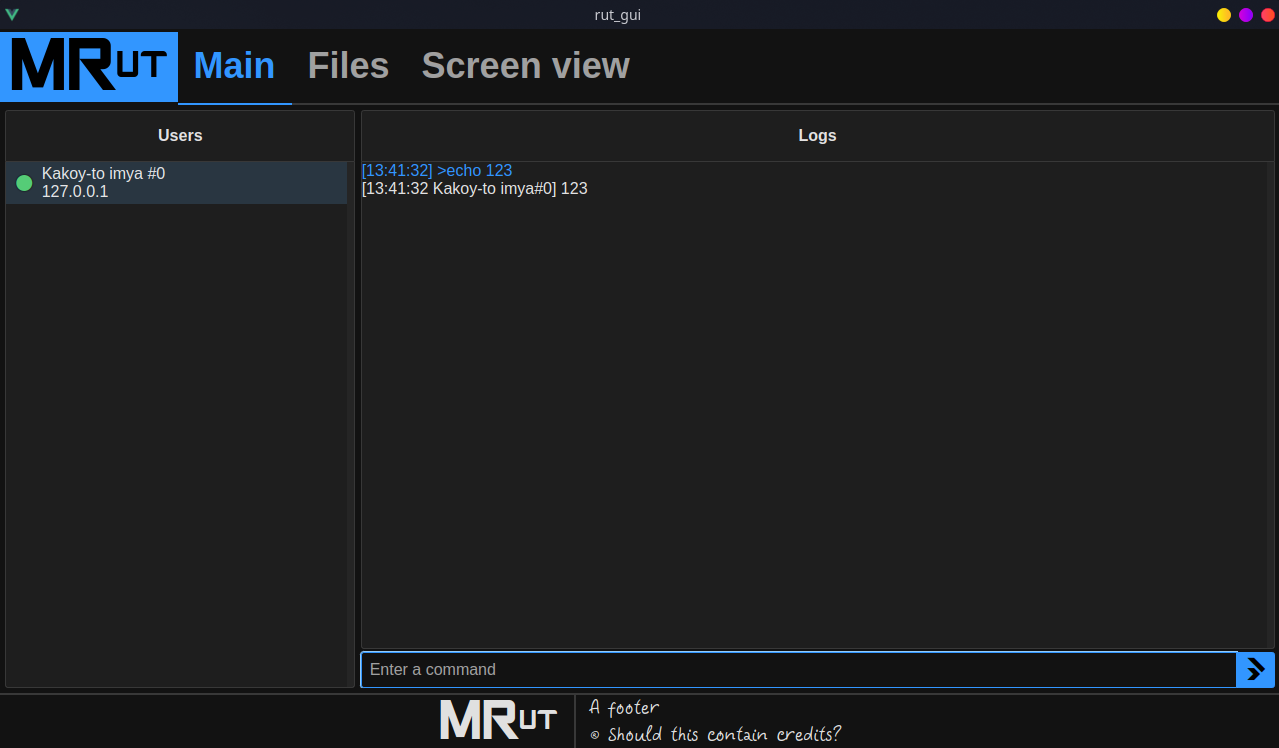 rut_gui
MRUT
Main
Files
Screen view
Users
Kakoy-to imya #0
127.0.0.1
Logs
[13:41:32] >echo 123
[13:41:32 Kakoy-to imya#0] 123
Enter a command
MRUT
A footer
© Should this contain credits?